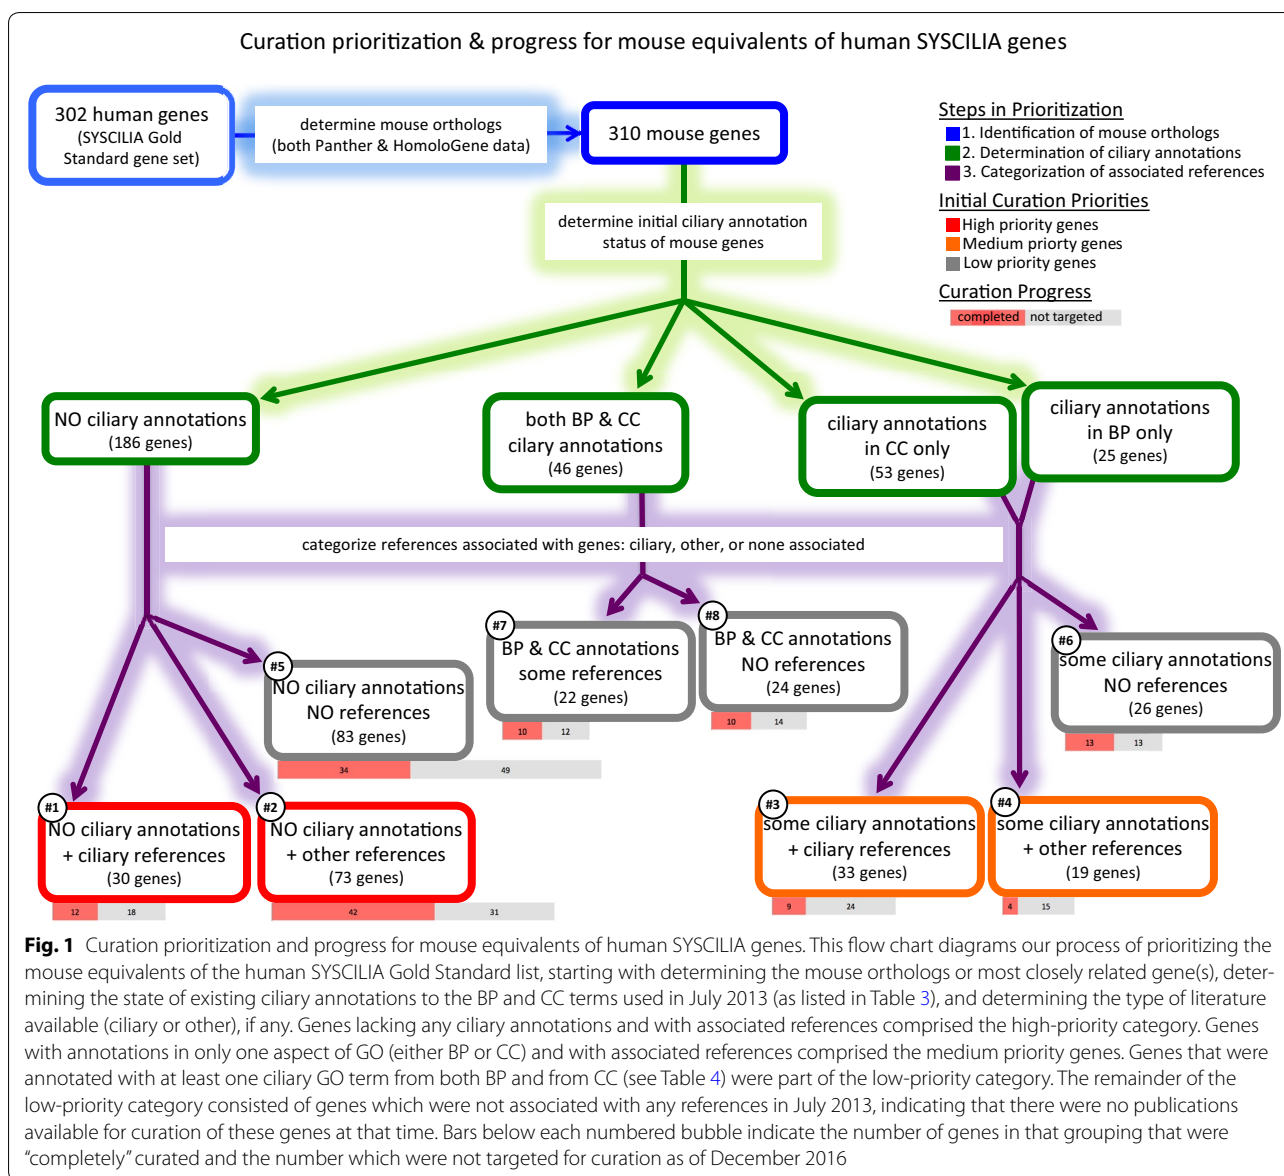 Curation prioritization & progress for mouse equivalents of human SYSCILIA genes
302 human genes
(SYSCILIA Gold
Standard gene set)
determine mouse orthologs
(both Panther & HomoloGene data)
310 mouse genes
Steps in Prioritization
1. Identification of mouse orthologs
2. Determination of ciliary annotations
3. Categorization of associated references
Initial Curation Priorities
High priority genes
Medium priorty genes
Low priority genes
Curation Progress
completed not targeted
determine initial ciliary annotation
status of mouse genes
NO ciliary annotations
(186 genes)
both BP & CC
cilary annotations
(46 genes)
ciliary annotations
in CC only
(53 genes)
ciliary annotations
in BP only
(25 genes)
categorize references associated with genes: ciliary, other, or none associated
#5
NO ciliary annotations
NO references
(83 genes)
34 49
#7
BP & CC annotations
some references
(22 genes)
10 12
#8
BP & CC annotations
NO references
(24 genes)
10 14
#6
some ciliary annotations
NO references
(26 genes)
13 13
#1
NO ciliary annotations
+ ciliary references
(30 genes)
12 18
#2
NO ciliary annotations
+ other references
(73 genes)
42 31
#3
some ciliary annotations
+ ciliary references
(33 genes)
9 24
#4
some ciliary annotations
+ other references
(19 genes)
4 15
Fig. 1 Curation prioritization and progress for mouse equivalents of human SYSCILIA genes. This flow chart diagrams our process of prioritizing the
mouse equivalents of the human SYSCILIA Gold Standard list, starting with determining the mouse orthologs or most closely related gene(s), deter-
mining the state of existing ciliary annotations to the BP and CC terms used in July 2013 (as listed in Table 3), and determining the type of literature
available (ciliary or other), if any. Genes lacking any ciliary annotations and with associated references comprised the high-priority category. Genes
with annotations in only one aspect of GO (either BP or CC) and with associated references comprised the medium priority genes. Genes that were
annotated with at least one ciliary GO term from both BP and from CC (see Table 4) were part of the low-priority category. The remainder of the
low-priority category consisted of genes which were not associated with any references in July 2013, indicating that there were no publications
available for curation of these genes at that time. Bars below each numbered bubble indicate the number of genes in that grouping that were
“completely” curated and the number which were not targeted for curation as of December 2016